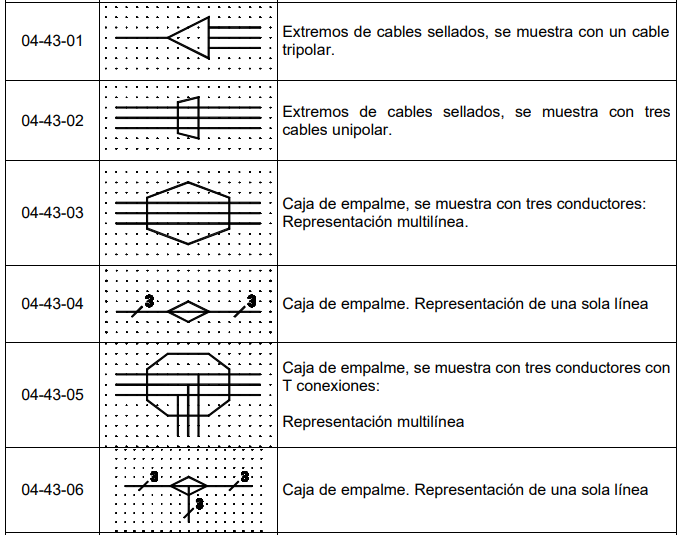 04-43-01
Extremos de cables sellados, se muestra con un cable
tripolar.
04-43-02
Extremos de cables sellados, se muestra con tres
cables unipolar.
04-43-03
Caja de empalme, se muestra con tres conductores:
Representación multilínea.
04-43-04
3 3
Caja de empalme. Representación de una sola línea
04-43-05
Caja de empalme, se muestra con tres conductores con
T conexiones:
Representación multilínea
04-43-06
3 3
3
Caja de empalme. Representación de una sola línea